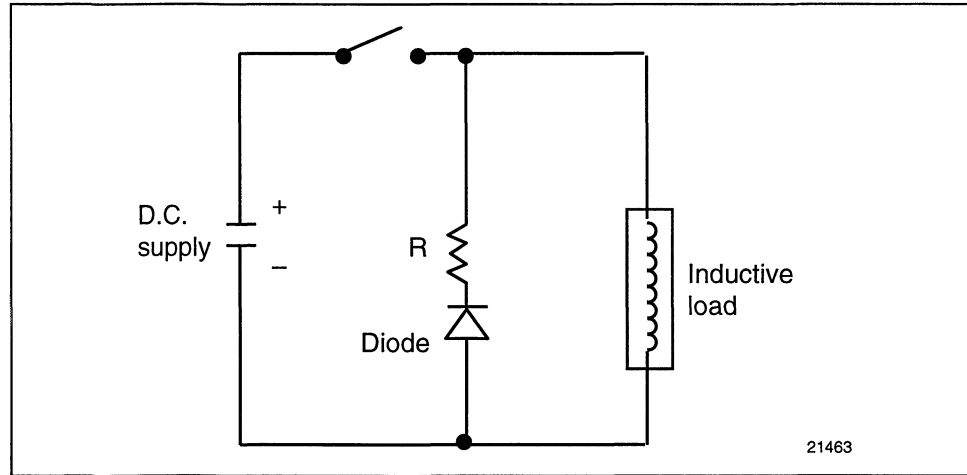 D.C.
supply
+
–
R
Diode
Inductive
load
21463